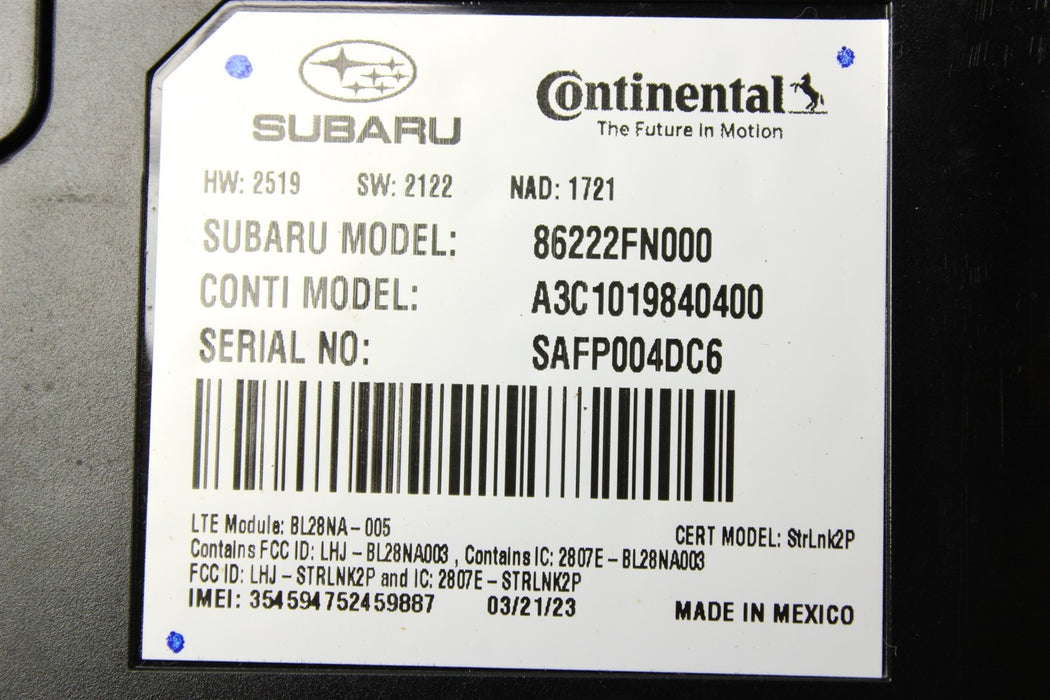 SUBARU
Continental
The Future in Motion
HW: 2519 SW: 2122 NAD: 1721
SUBARU MODEL: 86222FN000
CONTI MODEL: A3C1019840400
SERIAL NO: SAFP004DC6
LTE Module: BL28NA-005
CERT MODEL: StrLnk2P
Contains FCC ID: LHJ - BL28NA003 , Contains IC: 2807E - BL28NA003
FCC ID: LHJ - STRLNK2P and IC: 2807E - STRLNK2P
IMEI: 354594752459887 03/21/23
MADE IN MEXICO